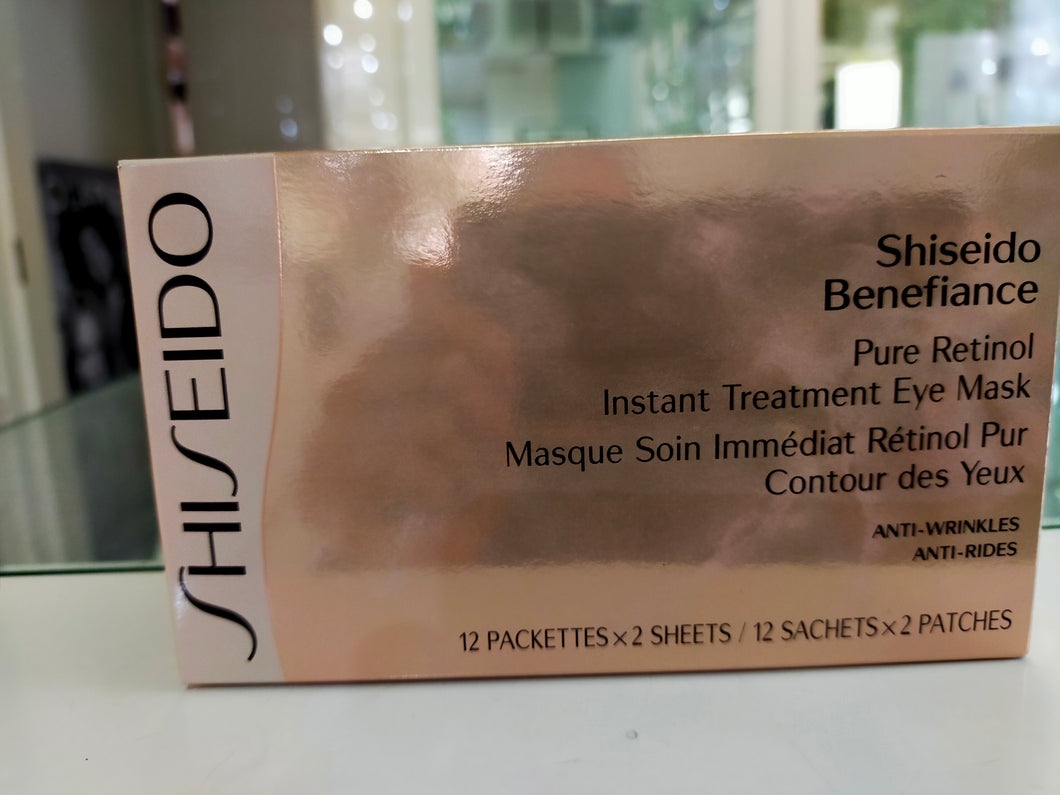 SHISEIDO
Shiseido
Benefiance
Pure Retinol
Instant Treatment Eye Mask
Masque Soin Immédiat Rétinol Pur
Contour des Yeux
ANTI-WRINKLES
ANTI-RIDES
12 PACKETTES×2 SHEETS / 12 SACHETS×2 PATCHES